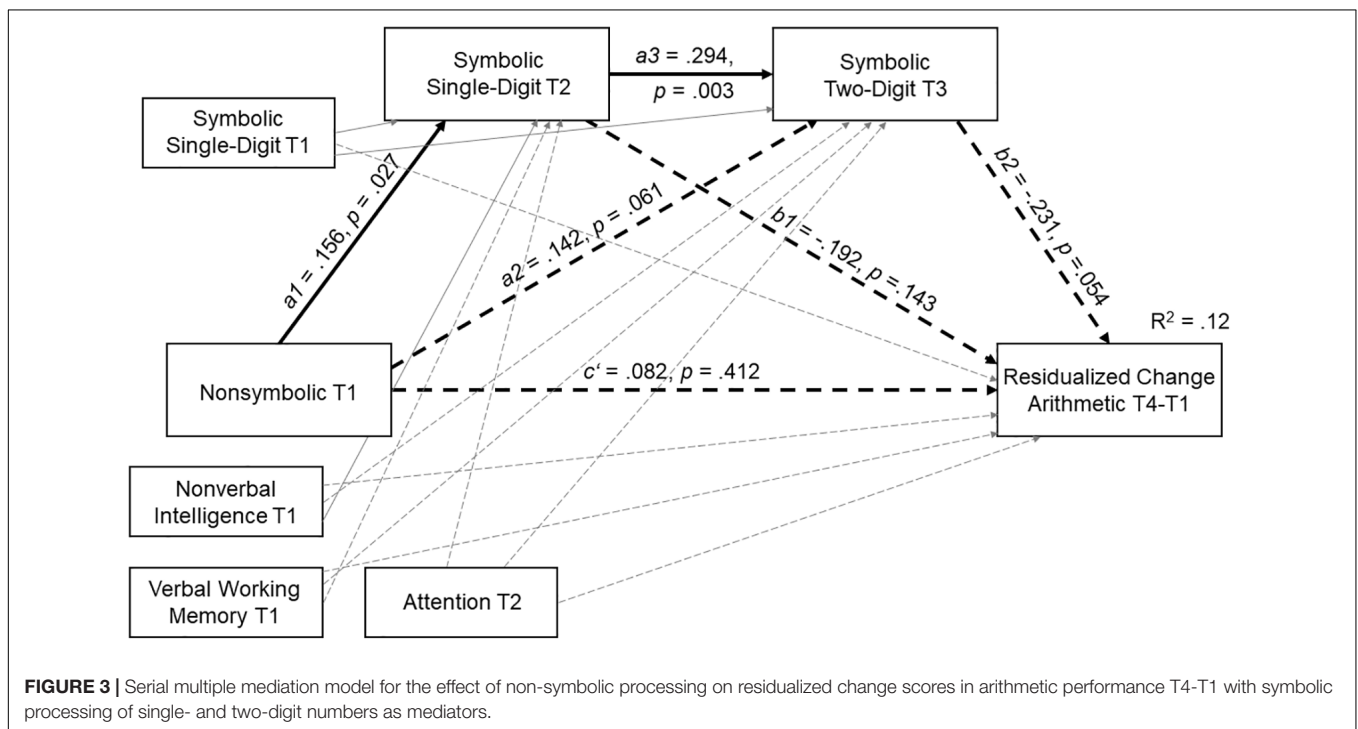 Symbolic
Single-Digit T2
a3 = .294,
p = .003
Symbolic
Two-Digit T3
Symbolic
Single-Digit T1
a1 = .156, p = .027
a2 = .142, p = .061
b1 = -.192, p = .143
b2 = -.231, p = .054
R² = .12
Nonsymbolic T1
c‘ = .082, p = .412
Residualized Change
Arithmetic T4-T1
Nonverbal
Intelligence T1
Verbal Working
Memory T1
Attention T2
FIGURE 3 | Serial multiple mediation model for the effect of non-symbolic processing on residualized change scores in arithmetic performance T4-T1 with symbolic
processing of single- and two-digit numbers as mediators.